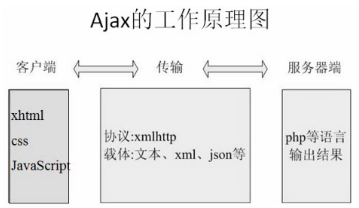 Ajax的工作原理图
客户端 传输 服务器端
xhtml
css
JavaScript
协议:xmlhttp
载体:文本、xml、json等
php等语言
输出结果